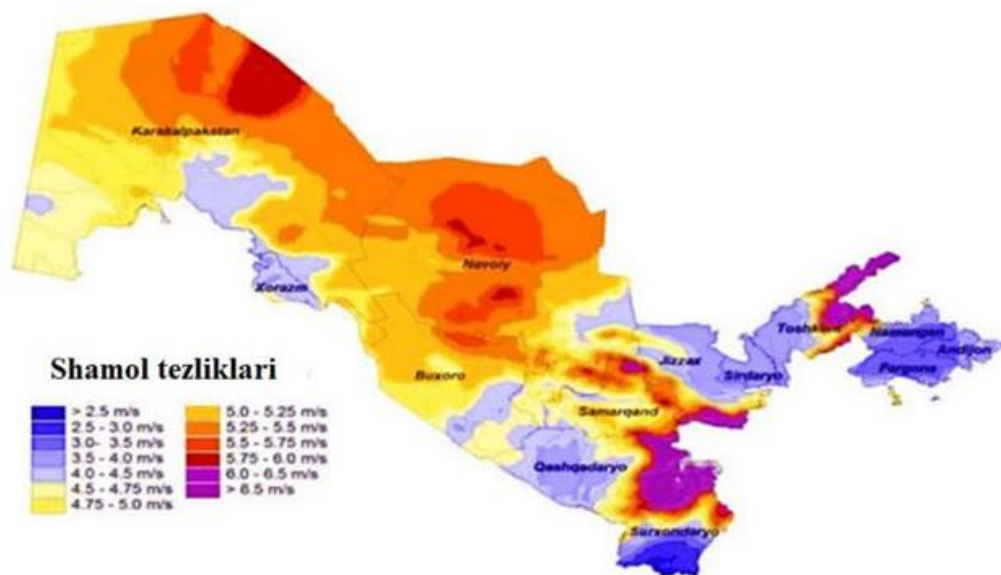 Karakalpakstan
Navoiy
Xorazm
Toshkent
Namangan
Andijon
Fargona
Jizzax
Sirdaryo
Buxoro
Samarqand
Qashqadaryo
Surxondaryo
Shamol tezliklari
> 2.5 m/s
2.5 - 3.0 m/s
3.0- 3.5 m/s
3.5 - 4.0 m/s
4.0 - 4.5 m/s
4.5 - 4.75 m/s
4.75 - 5.0 m/s
5.0 - 5.25 m/s
5.25 - 5.5 m/s
5.5 - 5.75 m/s
5.75 - 6.0 m/s
6.0 - 6.5 m/s
> 6.5 m/s